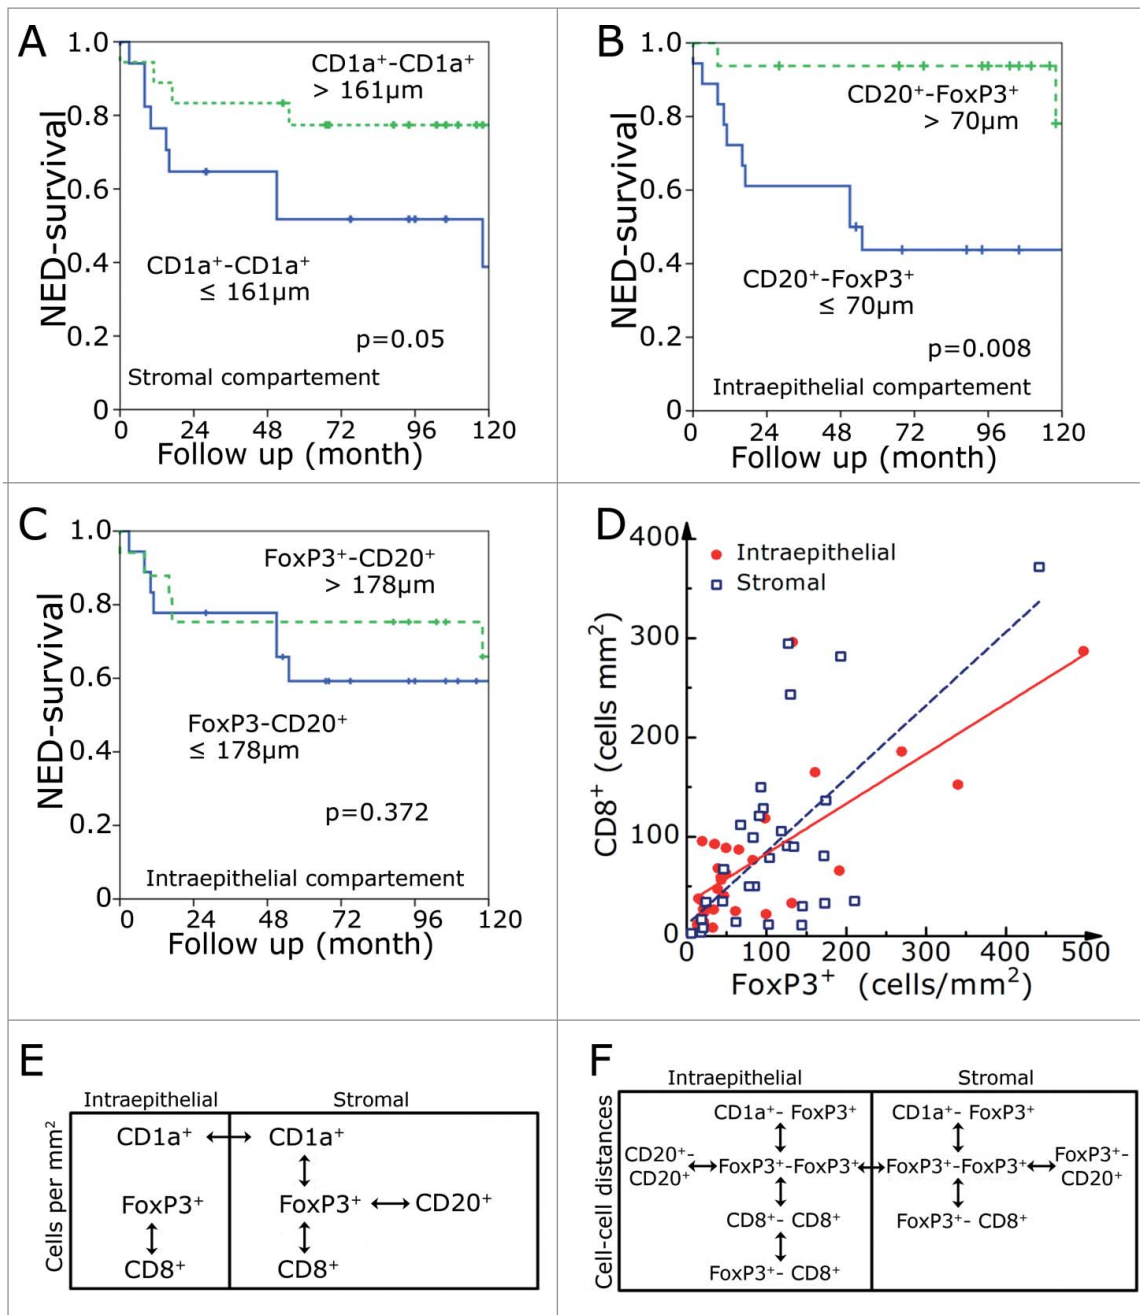 A
1.0
0.8
0.6
0.4
0.2
0
NED-survival
CD1a⁺-CD1a⁺
> 161µm
CD1a⁺-CD1a⁺
≤ 161µm
p=0.05
Stromal compartement
0 24 48 72 96 120
Follow up (month)
B
1.0
0.8
0.6
0.4
0.2
0
NED-survival
CD20⁺-FoxP3⁺
> 70µm
CD20⁺-FoxP3⁺
≤ 70µm
p=0.008
Intraepithelial compartement
0 24 48 72 96 120
Follow up (month)
C
1.0
0.8
0.6
0.4
0.2
0
NED-survival
FoxP3⁺-CD20⁺
> 178µm
FoxP3-CD20⁺
≤ 178µm
p=0.372
Intraepithelial compartement
0 24 48 72 96 120
Follow up (month)
D
400
300
200
100
0
CD8⁺ (cells mm²)
Intraepithelial
Stromal
0 100 200 300 400 500
FoxP3⁺ (cells/mm²)
E
Intraepithelial Stromal
Cells per mm²
CD1a⁺ CD1a⁺
FoxP3⁺ FoxP3⁺ CD20⁺
CD8⁺ CD8⁺
F
Intraepithelial Stromal
Cell-cell distances
CD1a⁺- FoxP3⁺ CD1a⁺- FoxP3⁺
CD20⁺-
CD20⁺
FoxP3⁺-FoxP3⁺ FoxP3⁺-FoxP3⁺
FoxP3⁺-
CD20⁺
CD8⁺- CD8⁺ FoxP3⁺- CD8⁺
FoxP3⁺- CD8⁺